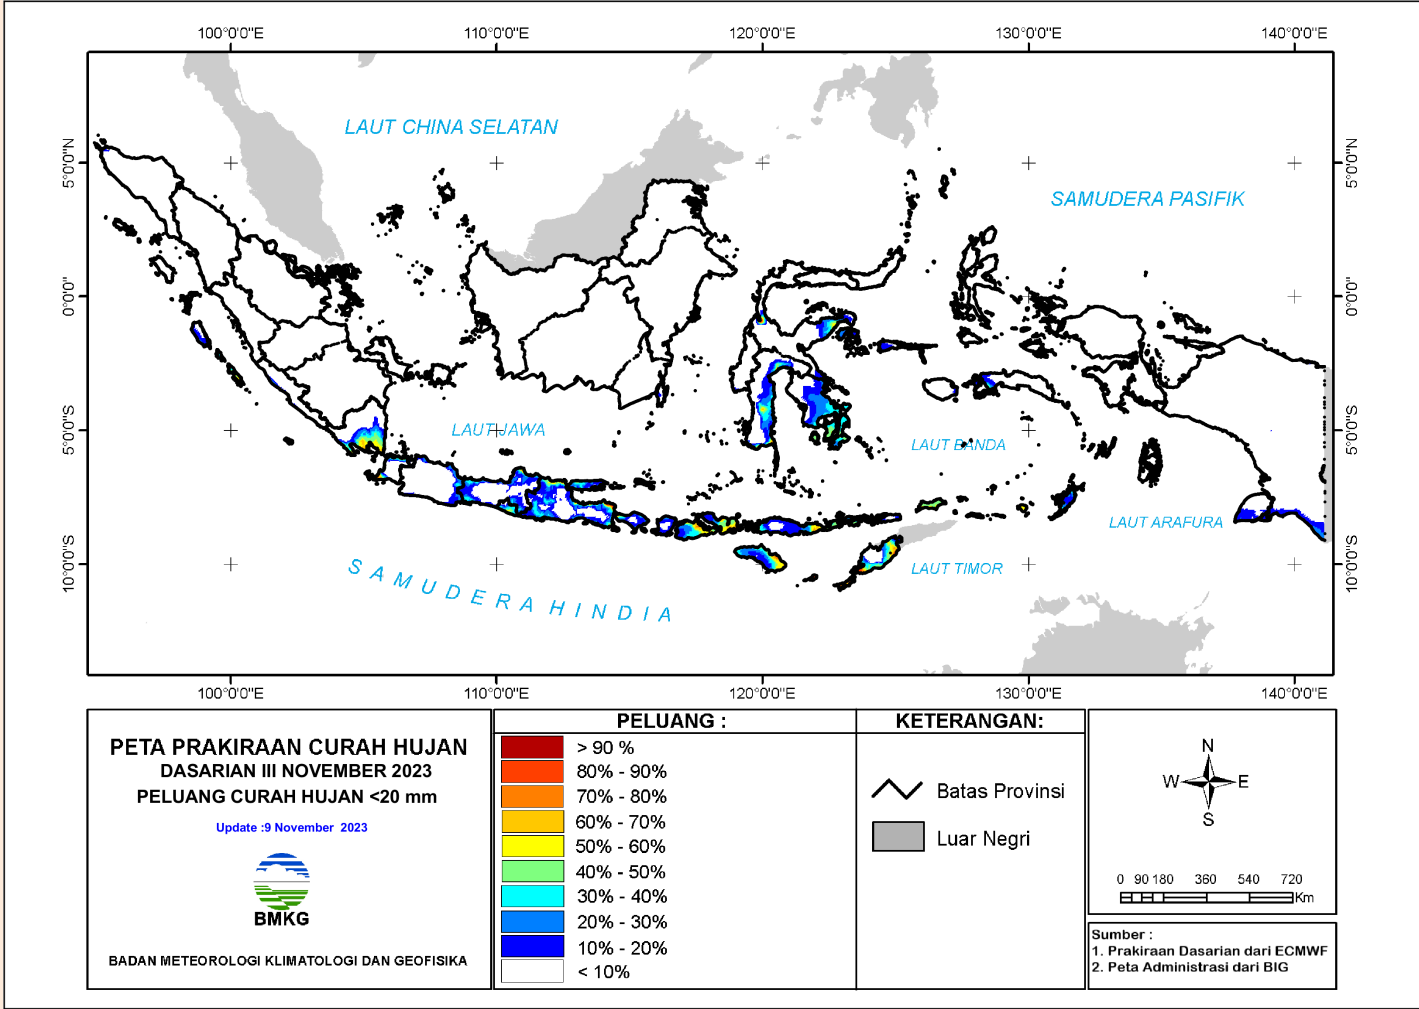 100°0'0"E 110°0'0"E 120°0'0"E 130°0'0"E 140°0'0"E
LAUT CHINA SELATAN
5°0'0"N 5°0'0"N
SAMUDERA PASIFIK
0°0'0" 0°0'0"
5°0'0"S 5°0'0"S
LAUT JAWA
LAUT BANDA
LAUT ARAFURA
10°0'0"S 10°0'0"S
LAUT TIMOR
SAMUDERA HINDIA
100°0'0"E 110°0'0"E 120°0'0"E 130°0'0"E 140°0'0"E
PETA PRAKIRAAN CURAH HUJAN
DASARIAN III NOVEMBER 2023
PELUANG CURAH HUJAN <20 mm
Update :9 November 2023
BMKG
BADAN METEOROLOGI KLIMATOLOGI DAN GEOFISIKA
PELUANG :
> 90 %
80% - 90%
70% - 80%
60% - 70%
50% - 60%
40% - 50%
30% - 40%
20% - 30%
10% - 20%
< 10%
KETERANGAN:
Batas Provinsi
Luar Negri
N
W E
S
0 90 180 360 540 720
Km
Sumber :
1. Prakiraan Dasarian dari ECMWF
2. Peta Administrasi dari BIG